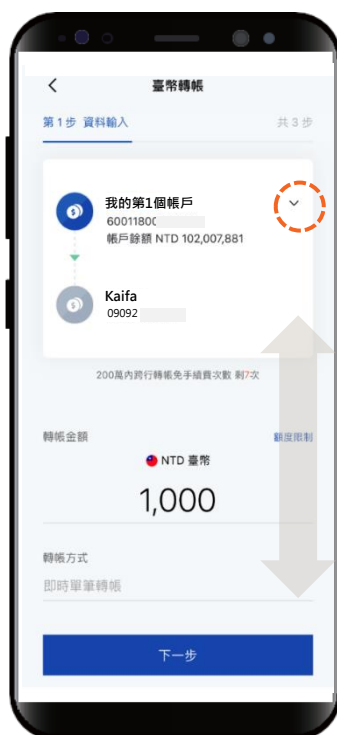 臺幣轉帳
第1步 資料輸入
共3步
我的第1個帳戶
6001180
帳戶餘額 NTD 102,007,881
Kaifa
09092
200萬內跨行轉帳免手續費次數 剩7次
轉帳金額
額度限制
NTD 臺幣
1,000
轉帳方式
即時單筆轉帳
下一步